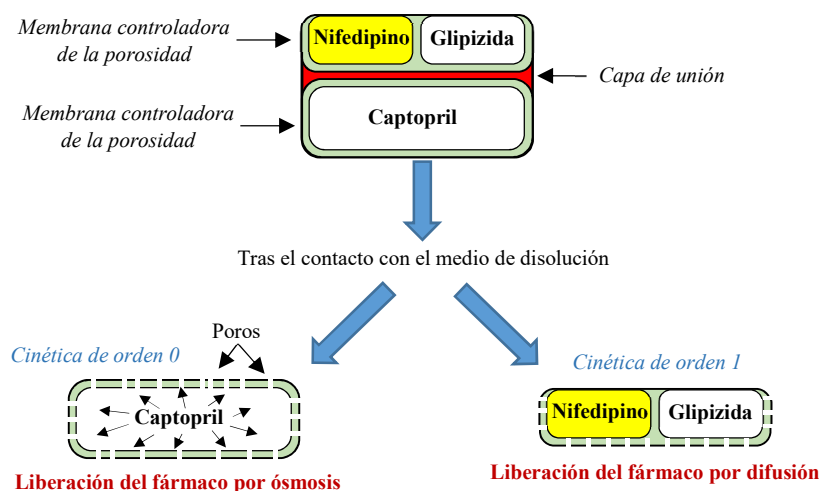 Membrana controladora
de la porosidad
Nifedipino
Glipizida
Capa de unión
Membrana controladora
de la porosidad
Captopril
Tras el contacto con el medio de disolución
Poros
Cinética de orden 0
Captopril
Liberación del fármaco por ósmosis
Cinética de orden 1
Nifedipino
Glipizida
Liberación del fármaco por difusión